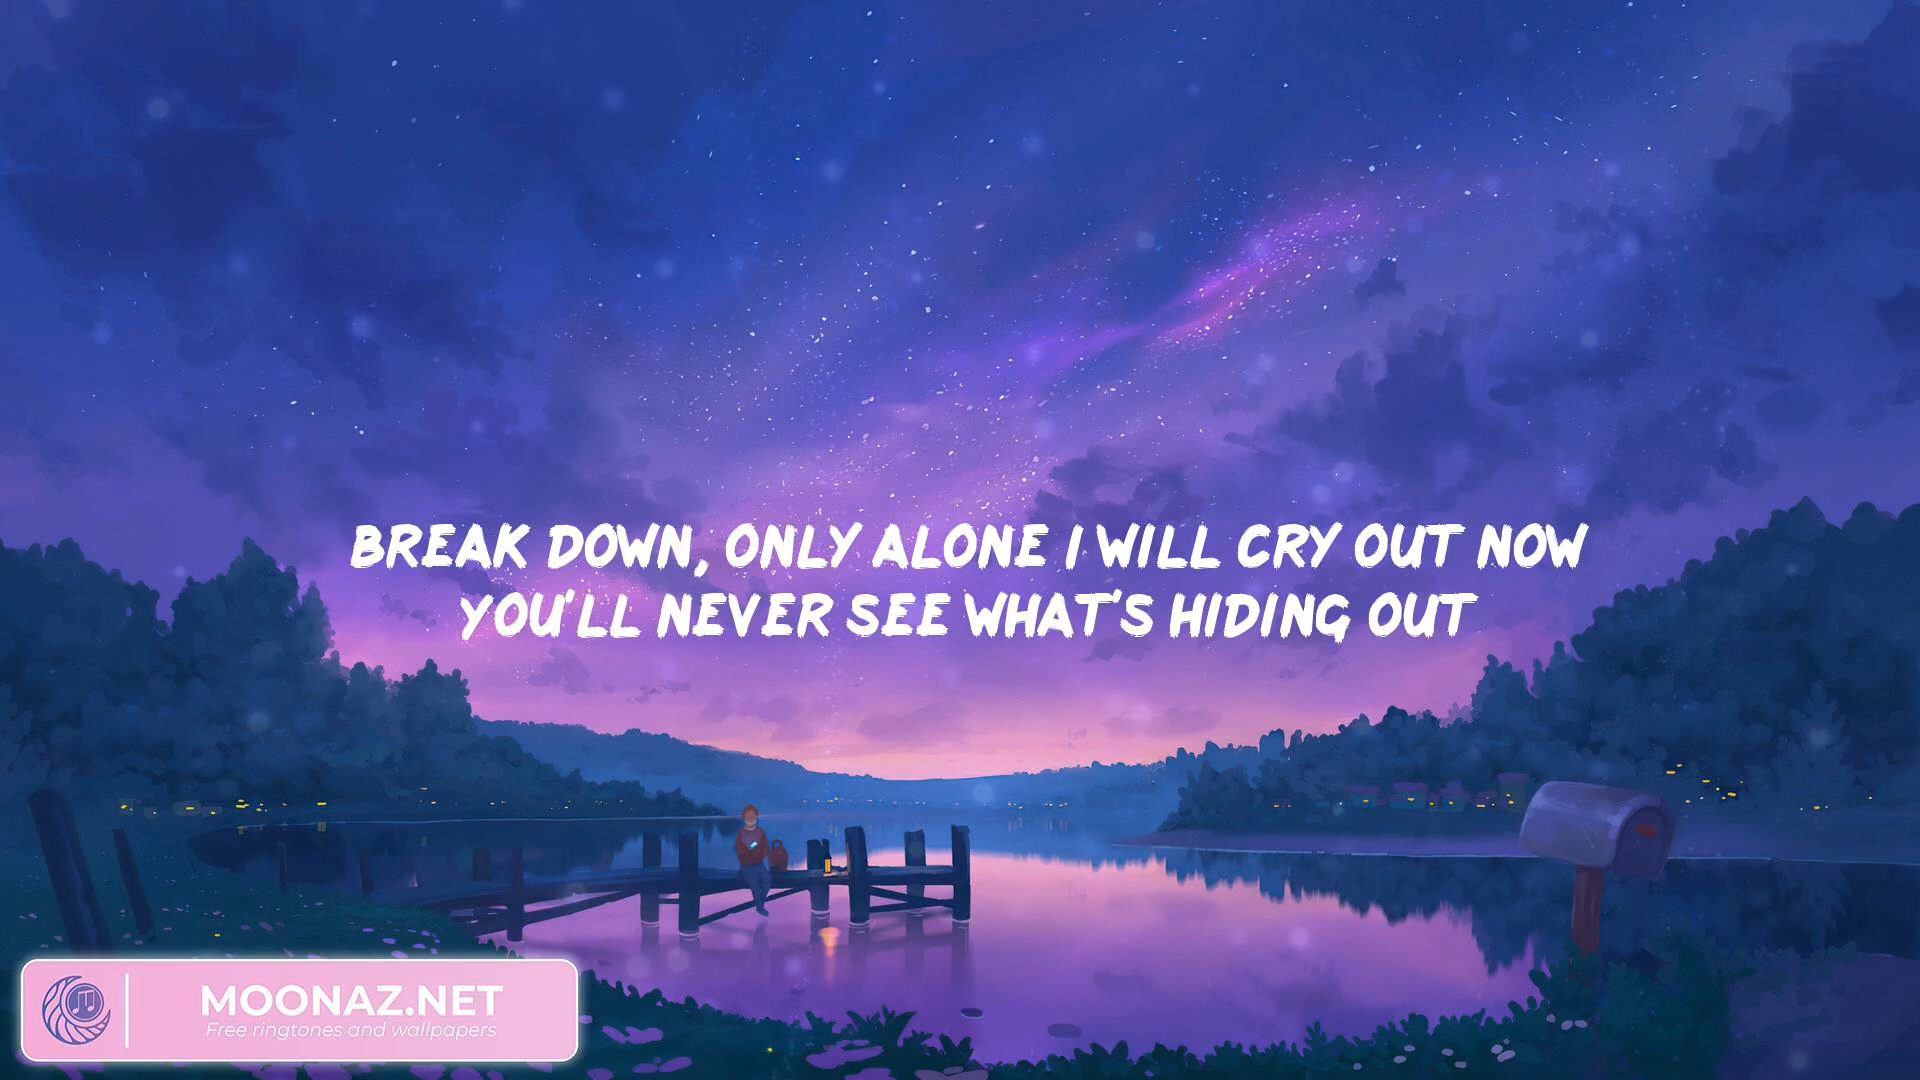 BREAK DOWN, ONLY ALONE I WILL CRY OUT NOW
YOU'LL NEVER SEE WHAT'S HIDING OUT
MOONAZ.NET
Free ringtones and wallpapers